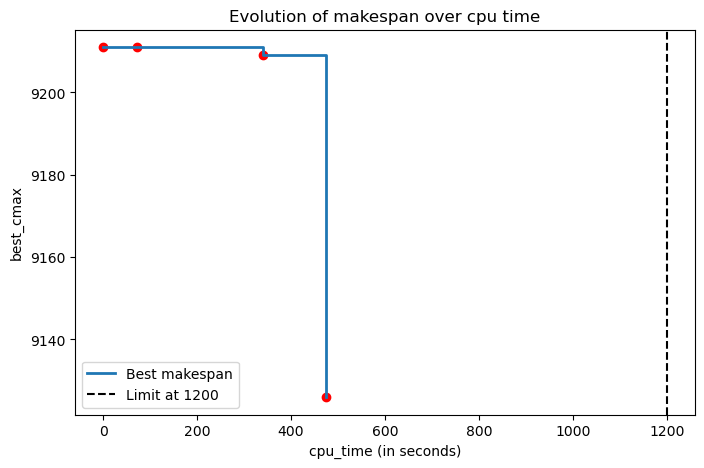 Evolution of makespan over cpu time
best_cmax
9200
9180
9160
9140
Best makespan
Limit at 1200
0
200
400
600
800
1000
1200
cpu_time (in seconds)